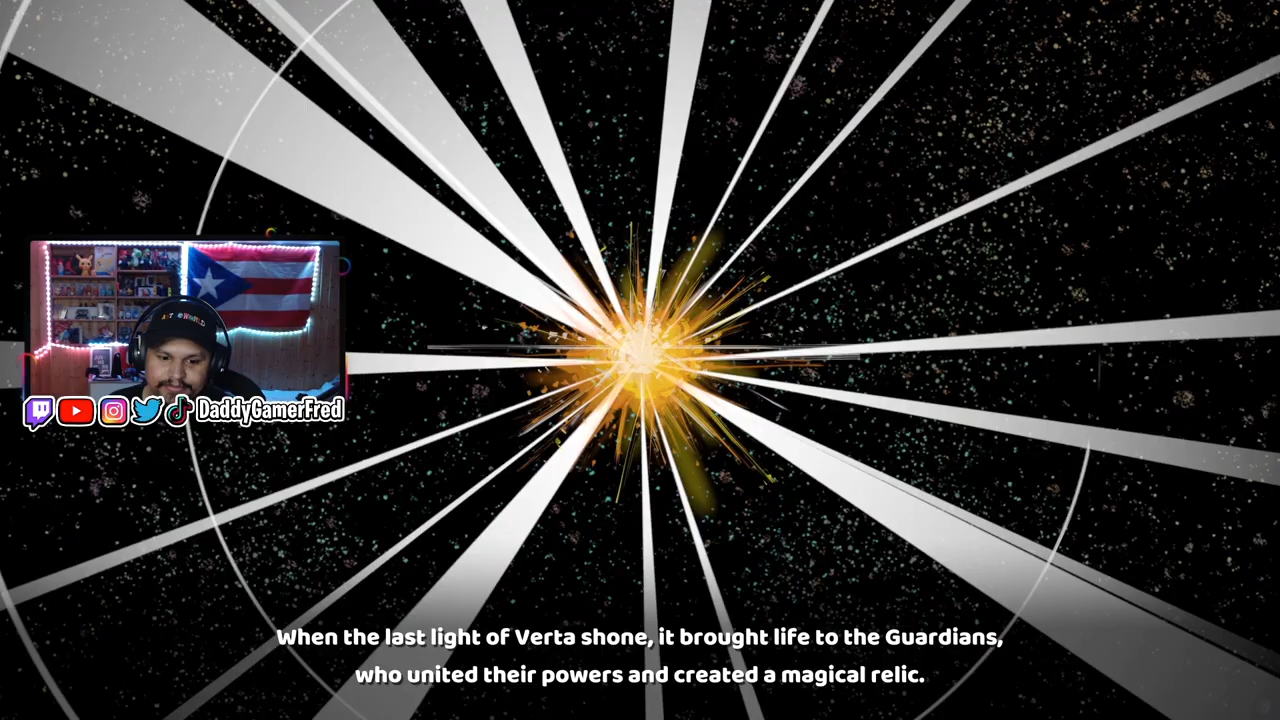 DaddyGamerFred
When the last light of Verta shone, it brought life to the Guardians,
who united their powers and created a magical relic.